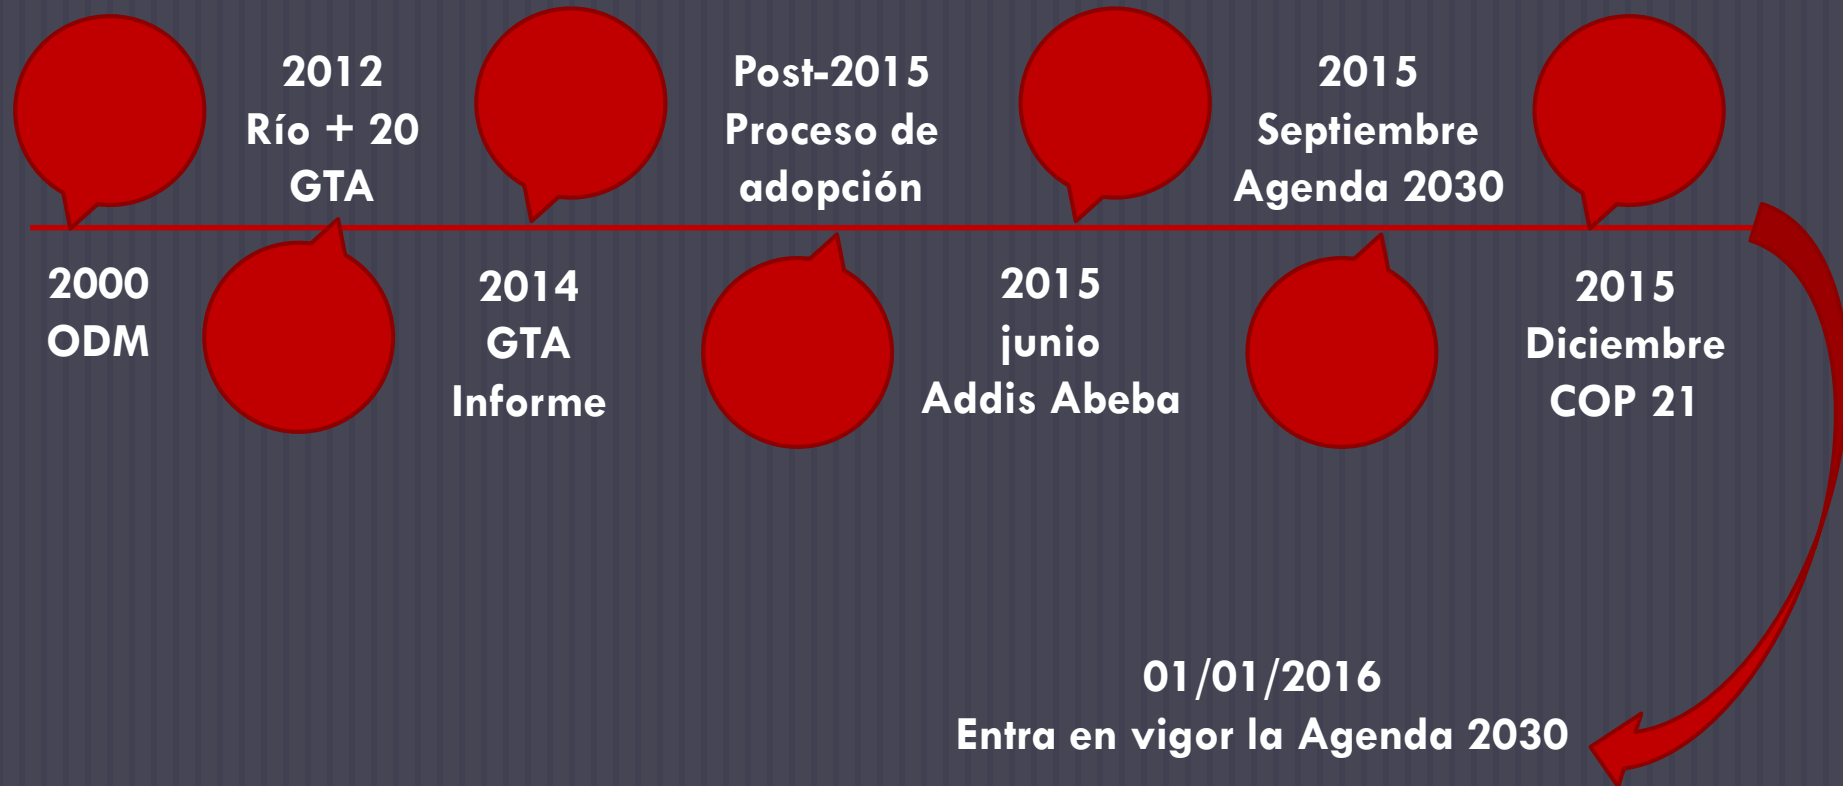 2000
ODM
2012
Río + 20
GTA
2014
GTA
Informe
Post-2015
Proceso de
adopción
2015
junio
Addis Abeba
2015
Septiembre
Agenda 2030
2015
Diciembre
COP 21
01/01/2016
Entra en vigor la Agenda 2030